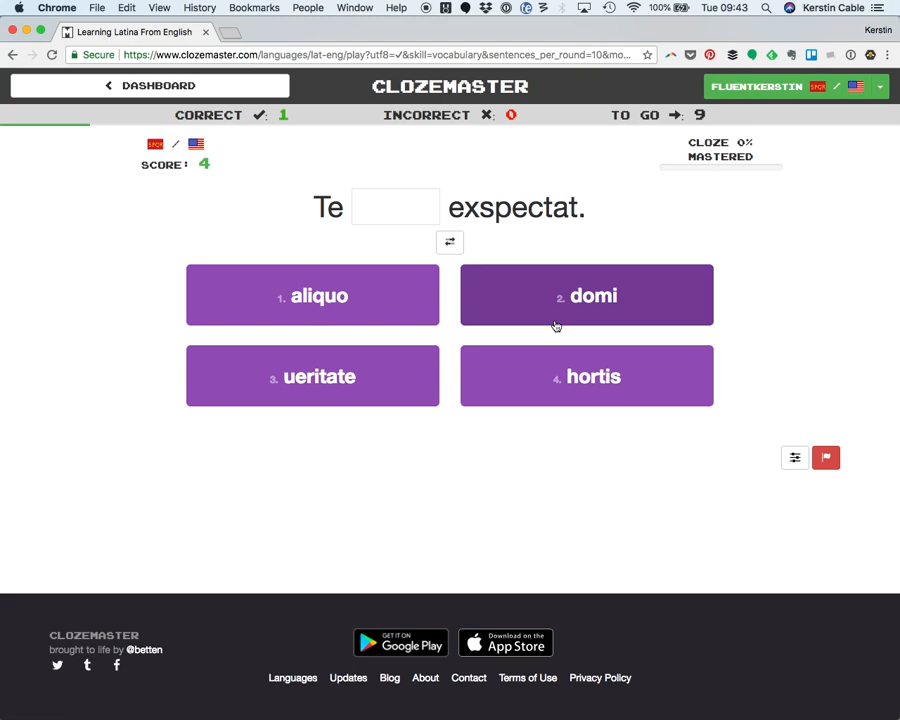 Chrome File Edit View History Bookmarks People Window Help 100% Tue 09:43 Kerstin Cable
Learning Latina From English Kerstin
Secure https://www.clozemaster.com/languages/lat-eng/play?utf8=✓&skill=vocabulary&sentences_per_round=10&mo...
DASHBOARD CLOZEMASTER FLUENTKERSTIN SPQR /
CORRECT ✔: 1 INCORRECT ✖: 0 TO GO ➔: 9
SPQR / CLOZE 0%
SCORE: 4 MASTERED
Te exspectat.
1. aliquo 2. domi
3. ueritate 4. hortis
CLOZEMASTER
brought to life by @betten
GET IT ON Google Play
Download on the App Store
Languages Updates Blog About Contact Terms of Use Privacy Policy